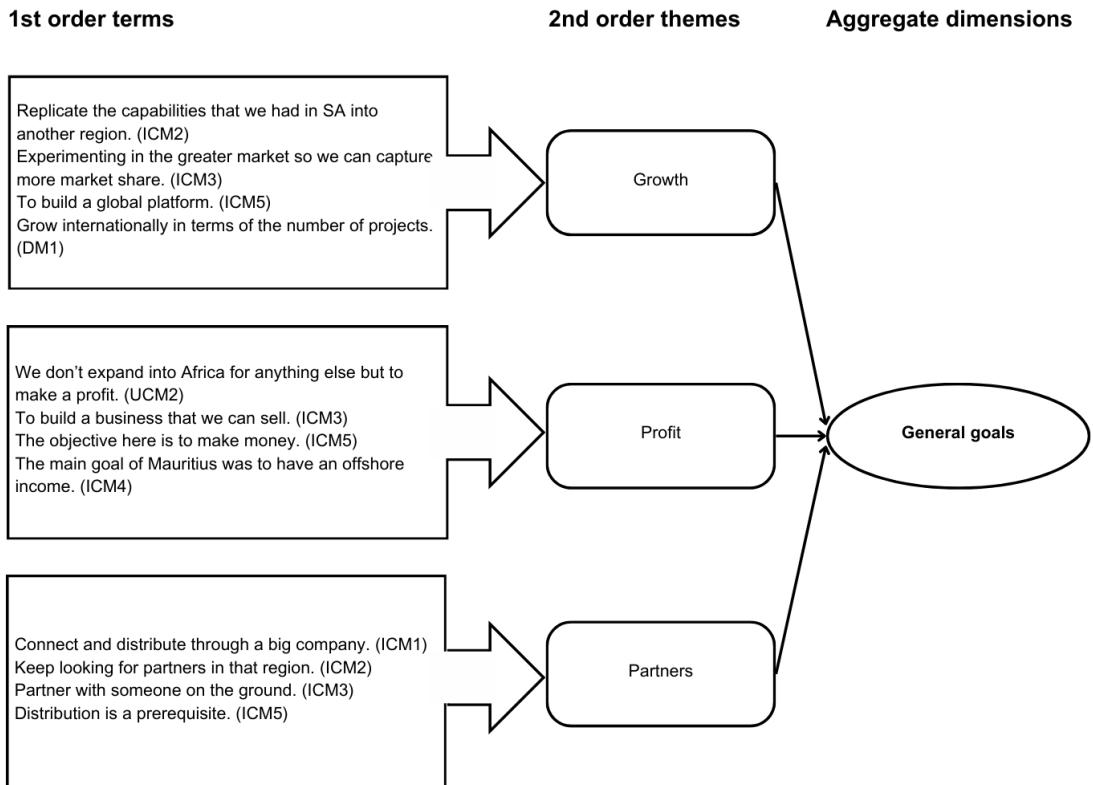 1st order terms
2nd order themes
Aggregate dimensions
Replicate the capabilities that we had in SA into
another region. (ICM2)
Experimenting in the greater market so we can capture
more market share. (ICM3)
To build a global platform. (ICM5)
Grow internationally in terms of the number of projects.
(DM1)
Growth
We don't expand into Africa for anything else but to
make a profit. (UCM2)
To build a business that we can sell. (ICM3)
The objective here is to make money. (ICM5)
The main goal of Mauritius was to have an offshore
income. (ICM4)
Profit
General goals
Connect and distribute through a big company. (ICM1)
Keep looking for partners in that region. (ICM2)
Partner with someone on the ground. (ICM3)
Distribution is a prerequisite. (ICM5)
Partners